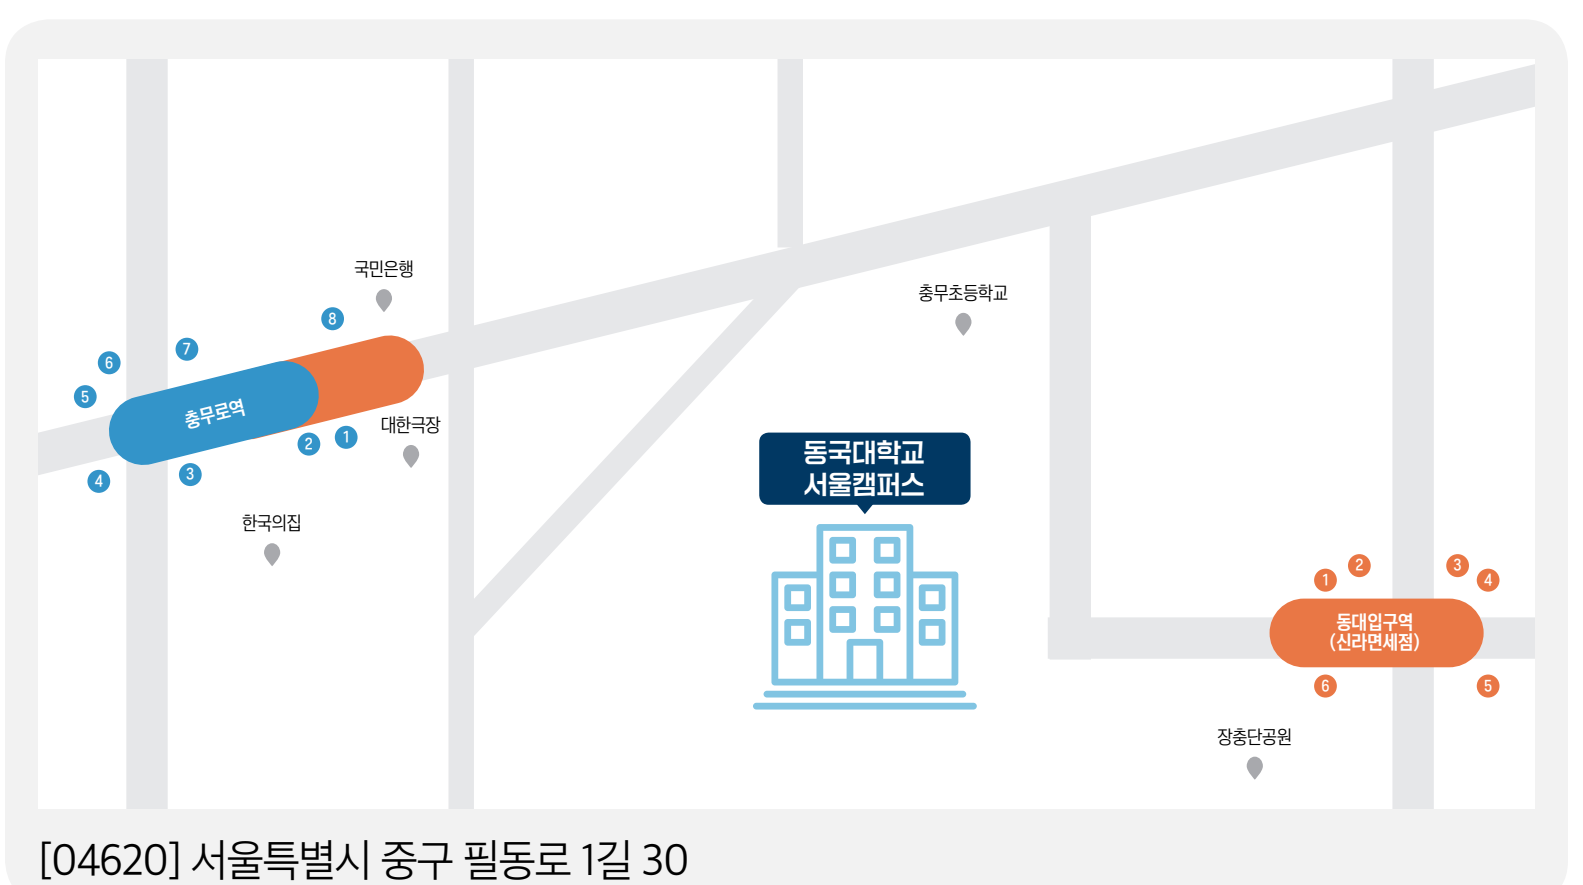 국민은행
8
7
6
5
충무로역
대한극장
1
2
3
4
한국의집
충무초등학교
동국대학교
서울캠퍼스
1
2
3
4
동대입구역
(신라면세점)
6
5
장충단공원
[04620] 서울특별시 중구 필동로 1길 30